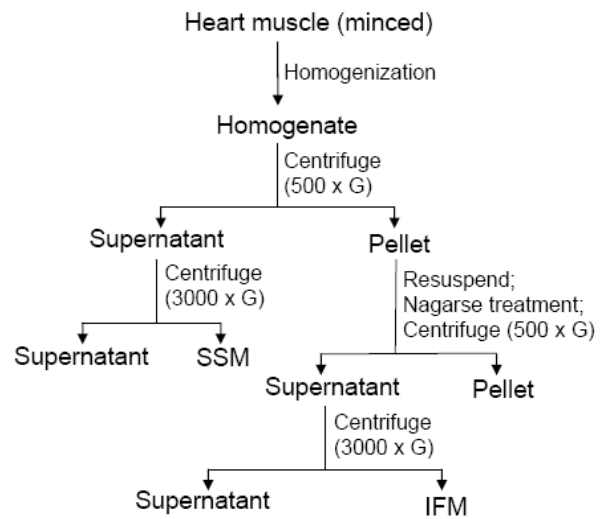 Heart muscle (minced)
Homogenization
Homogenate
Centrifuge
(500 x G)
Supernatant
Pellet
Centrifuge
(3000 x G)
Resuspend;
Nagarse treatment;
Centrifuge (500 x G)
Supernatant
SSM
Supernatant
Pellet
Centrifuge
(3000 x G)
Supernatant
IFM